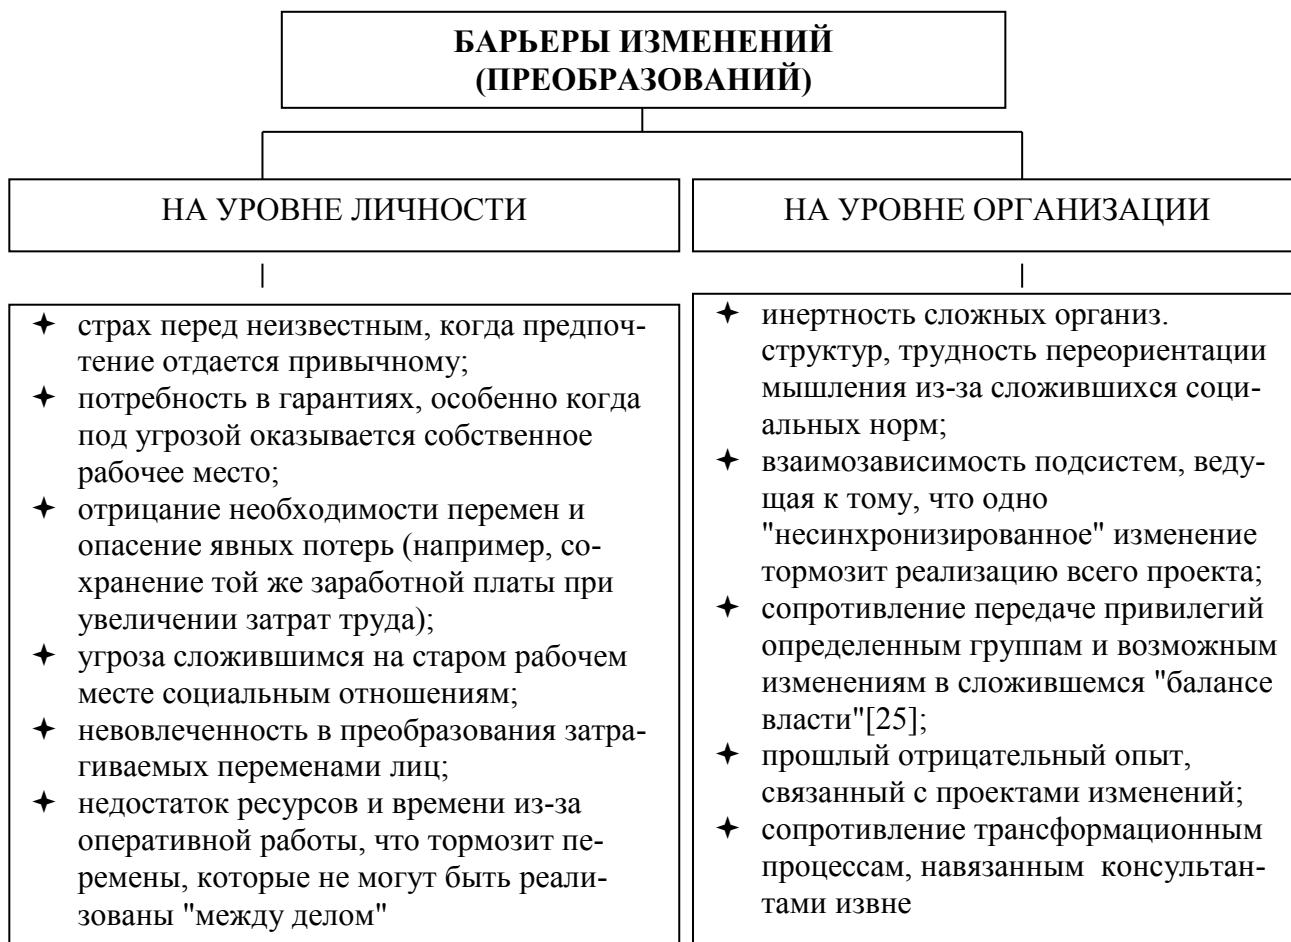 БАРЬЕРЫ ИЗМЕНЕНИЙ
(ПРЕОБРАЗОВАНИЙ)
НА УРОВНЕ ЛИЧНОСТИ
страх перед неизвестным, когда предпоч-
тение отдается привычному;
потребность в гарантиях, особенно когда
под угрозой оказывается собственное
рабочее место;
отрицание необходимости перемен и
опасение явных потерь (например, со-
хранение той же заработной платы при
увеличении затрат труда);
угроза сложившимся на старом рабочем
месте социальным отношениям;
невовлеченность в преобразования затра-
гиваемых переменами лиц;
недостаток ресурсов и времени из-за
оперативной работы, что тормозит пе-
ремены, которые не могут быть реали-
зованы "между делом"
НА УРОВНЕ ОРГАНИЗАЦИИ
инертность сложных организ.
структур, трудность переориентации
мышления из-за сложившихся соци-
альных норм;
взаимозависимость подсистем, веду-
щая к тому, что одно
"несинхронизированное" изменение
тормозит реализацию всего проекта;
сопротивление передаче привилегий
определенным группам и возможным
изменениям в сложившемся "балансе
власти"[25];
прошлый отрицательный опыт,
связанный с проектами изменений;
сопротивление трансформационным
процессам, навязанным консультан-
тами извне